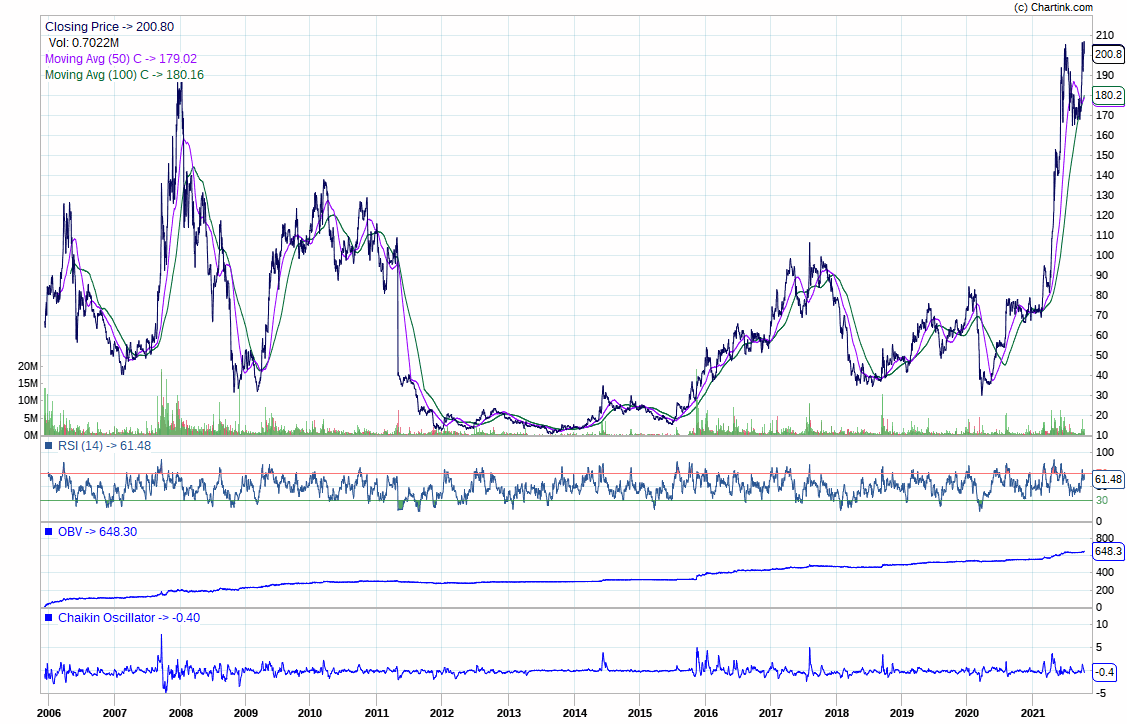 (c) Chartink.com
Closing Price -> 200.80
Vol: 0.7022M
Moving Avg (50) C -> 179.02
Moving Avg (100) C -> 180.16
210
200.8
190
180.2
170
160
150
140
130
120
110
100
90
80
70
60
50
40
30
20
10
20M
15M
10M
5M
0M
RSI (14) -> 61.48
100
61.48
30
0
OBV -> 648.30
800
648.3
400
200
0
Chaikin Oscillator -> -0.40
10
5
-0.4
-5
2006 2007 2008 2009 2010 2011 2012 2013 2014 2015 2016 2017 2018 2019 2020 2021